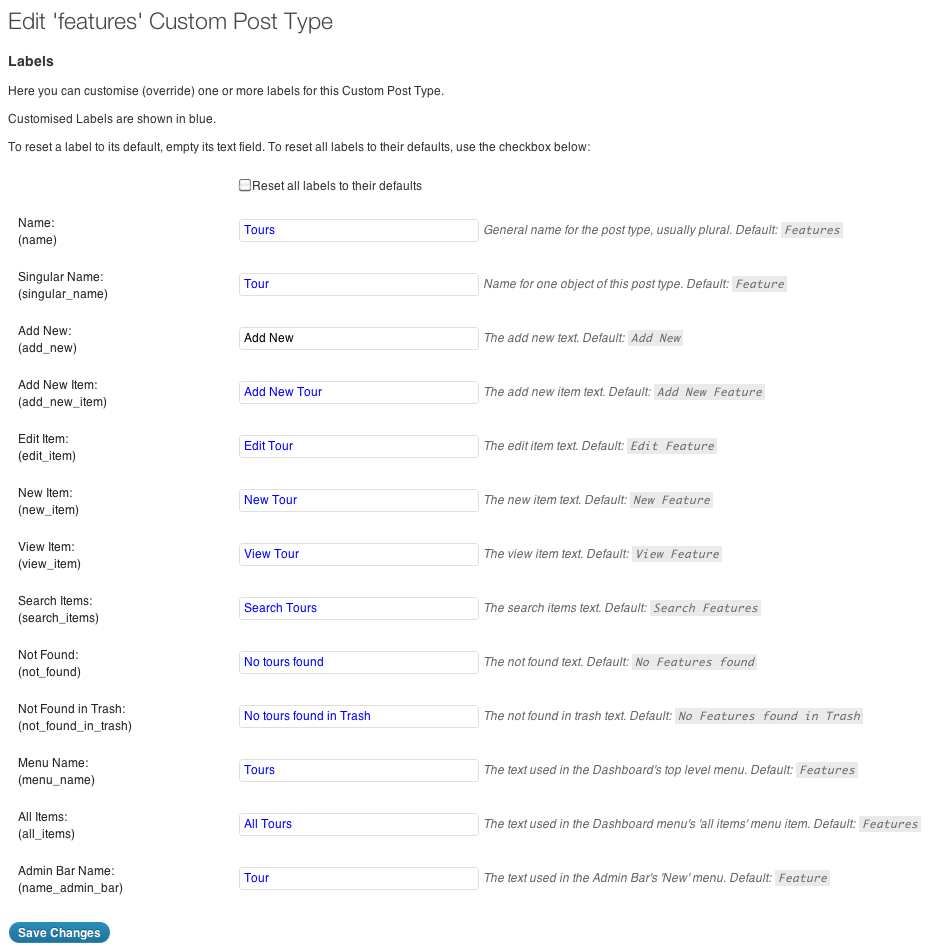 Edit 'features' Custom Post Type
Labels
Here you can customise (override) one or more labels for this Custom Post Type.
Customised Labels are shown in blue.
To reset a label to its default, empty its text field. To reset all labels to their defaults, use the checkbox below:
Reset all labels to their defaults
Name:
(name)
Tours General name for the post type, usually plural. Default: Features
Singular Name:
(singular_name)
Tour Name for one object of this post type. Default: Feature
Add New:
(add_new)
Add New The add new text. Default: Add New
Add New Item:
(add_new_item)
Add New Tour The add new item text. Default: Add New Feature
Edit Item:
(edit_item)
Edit Tour The edit item text. Default: Edit Feature
New Item:
(new_item)
New Tour The new item text. Default: New Feature
View Item:
(view_item)
View Tour The view item text. Default: View Feature
Search Items:
(search_items)
Search Tours The search items text. Default: Search Features
Not Found:
(not_found)
No tours found The not found text. Default: No Features found
Not Found in Trash:
(not_found_in_trash)
No tours found in Trash The not found in trash text. Default: No Features found in Trash
Menu Name:
(menu_name)
Tours The text used in the Dashboard's top level menu. Default: Features
All Items:
(all_items)
All Tours The text used in the Dashboard menu's 'all items' menu item. Default: Features
Admin Bar Name:
(name_admin_bar)
Tour The text used in the Admin Bar's 'New' menu. Default: Feature
Save Changes